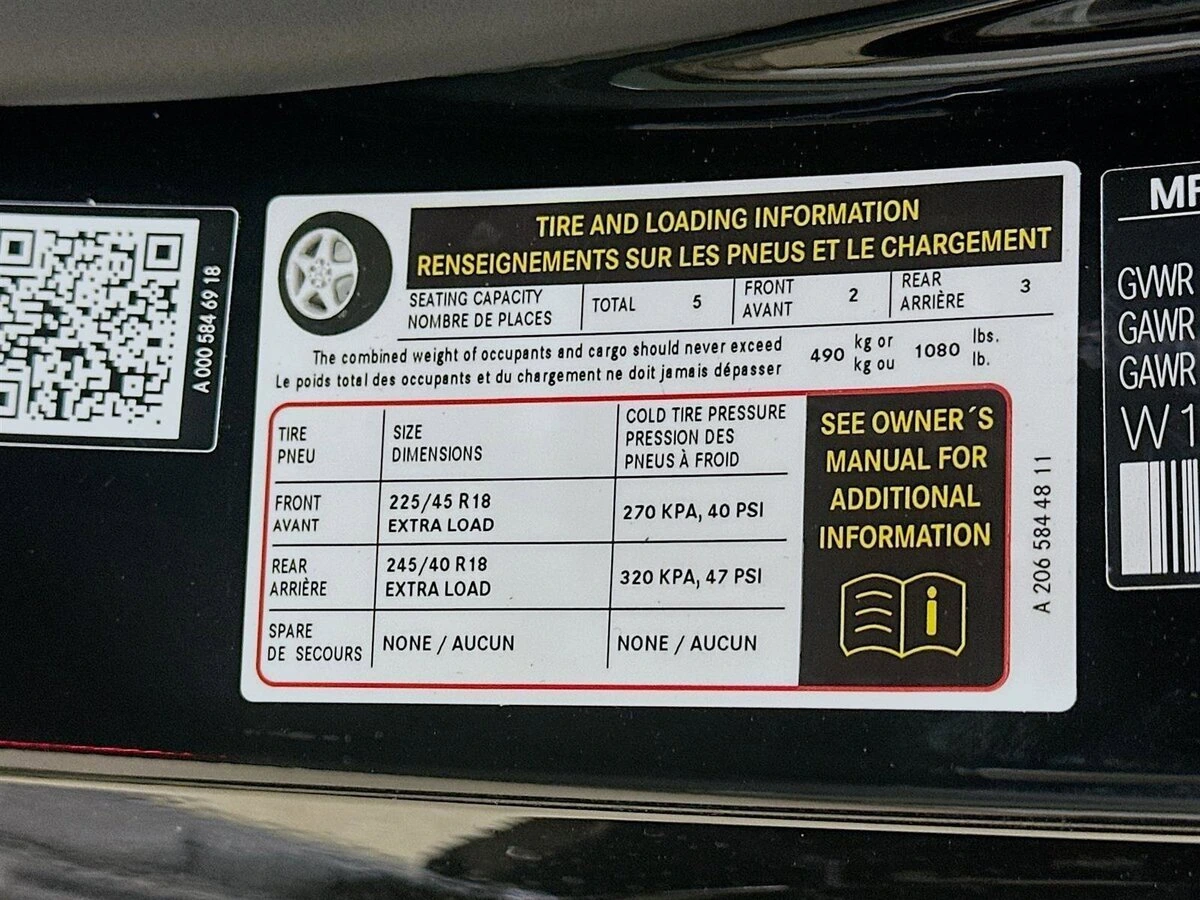 A 000 584 69 18
TIRE AND LOADING INFORMATION
RENSEIGNEMENTS SUR LES PNEUS ET LE CHARGEMENT
SEATING CAPACITY
NOMBRE DE PLACES
TOTAL 5
FRONT
AVANT
2
REAR
ARRIÈRE
3
The combined weight of occupants and cargo should never exceed
Le poids total des occupants et du chargement ne doit jamais dépasser
490
kg or
kg ou
1080
lbs.
lb.
TIRE
PNEU
SIZE
DIMENSIONS
COLD TIRE PRESSURE
PRESSION DES
PNEUS À FROID
FRONT
AVANT
225/45 R18
EXTRA LOAD
270 KPA, 40 PSI
REAR
ARRIÈRE
245/40 R18
EXTRA LOAD
320 KPA, 47 PSI
SPARE
DE SECOURS
NONE / AUCUN
NONE / AUCUN
SEE OWNER´S
MANUAL FOR
ADDITIONAL
INFORMATION
A 206 584 48 11
GVWR
GAWR
GAWR
W1